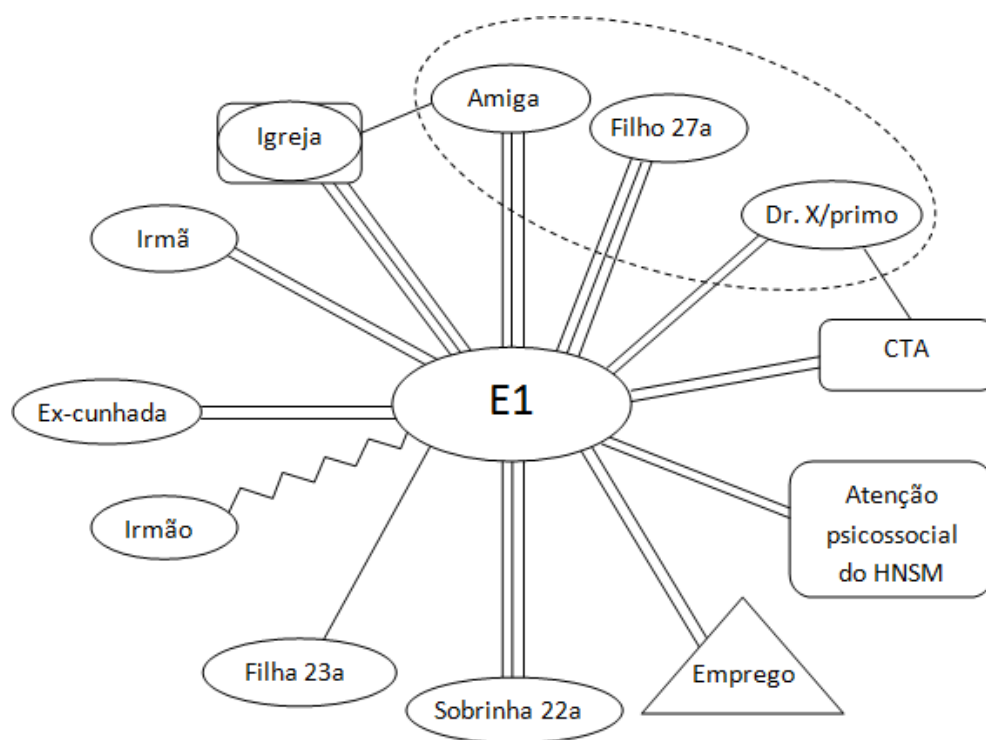 Amiga
Igreja
Filho 27a
Dr. X/primo
Irmã
CTA
E1
Ex-cunhada
Irmão
Atenção
psicossocial
do HNSM
Filha 23a
Sobrinha 22a
Emprego